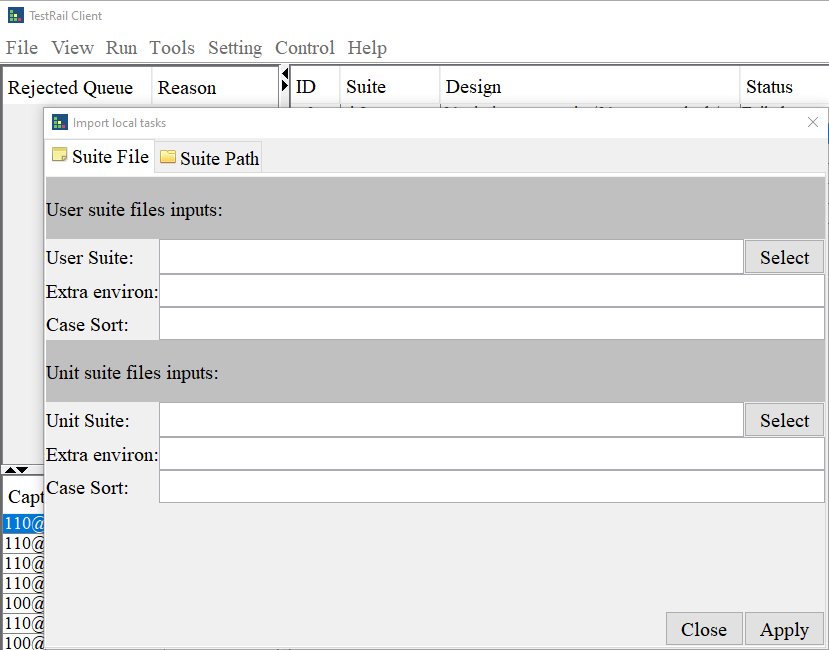 TestRail Client
File View Run Tools Setting Control Help
Rejected Queue Reason ID Suite Design Status
Import local tasks
Suite File Suite Path
User suite files inputs:
User Suite: Select
Extra environ:
Case Sort:
Unit suite files inputs:
Unit Suite: Select
Extra environ:
Case Sort:
Capt
110@
110@
110@
110@
100@
110@
100@
Close Apply